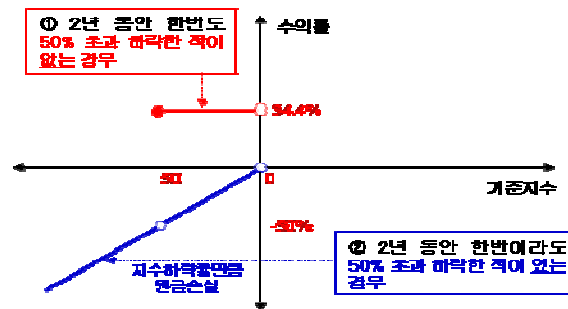 ① 2년 동안 한번도
50% 초과 하락한 적이
없는 경우
수익률
34.4%
-50
0
기준지수
-50%
② 2년 동안 한번이라도
50% 초과 하락한 적이 있는
경우
지수하락률만큼
원금손실